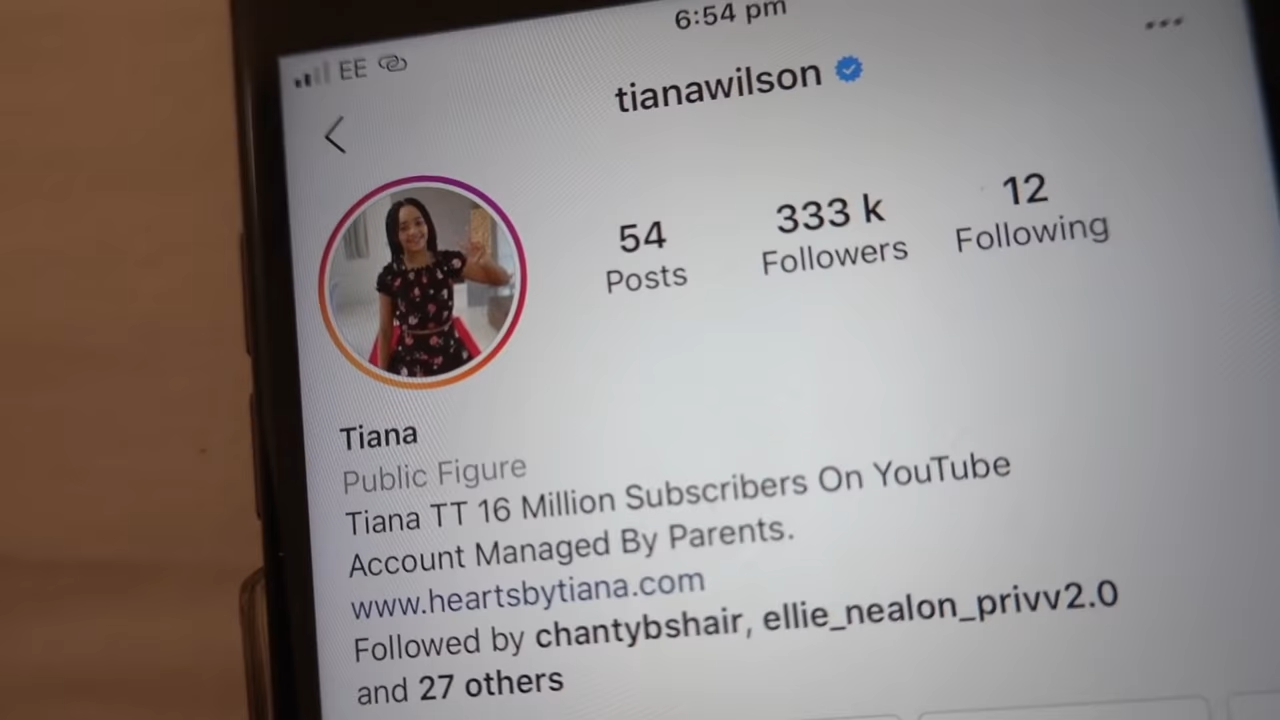 6:54 pm
EE
tianawilson
54
Posts
333 k
Followers
12
Following
Tiana
Public Figure
Tiana TT 16 Million Subscribers On YouTube
Account Managed By Parents.
www.heartsbytiana.com
Followed by chantybshair, ellie_nealon_privv2.0
and 27 others